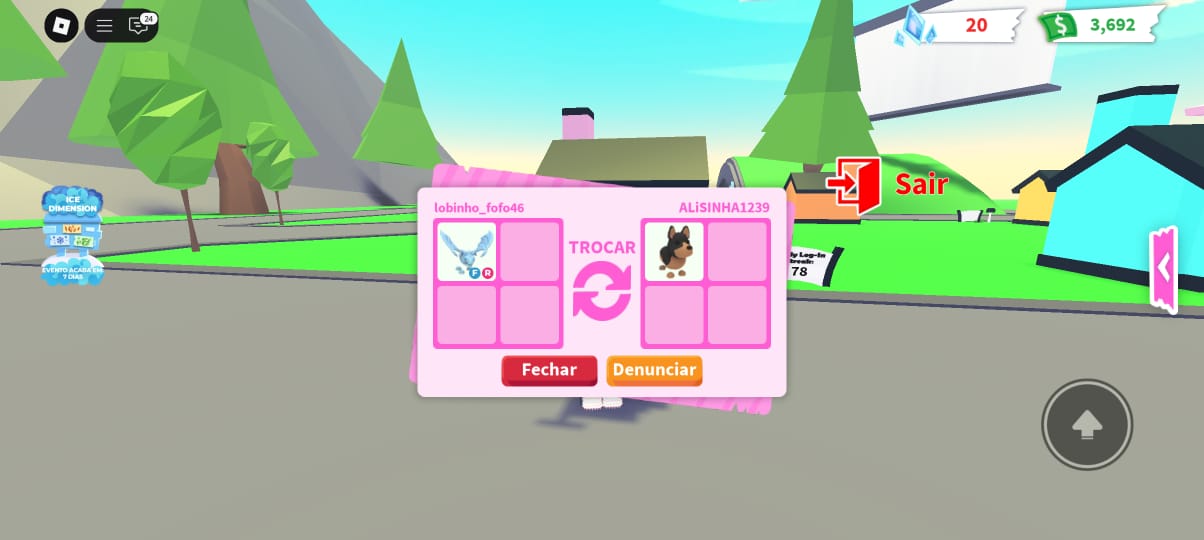 24
20
3,692
ICE
DIMENSION
EVENTO ACABA EM
7 DIAS
Sair
lobinho_fofo46
ALiSINHA1239
TROCAR
F R
y Log-In
78
Fechar
Denunciar